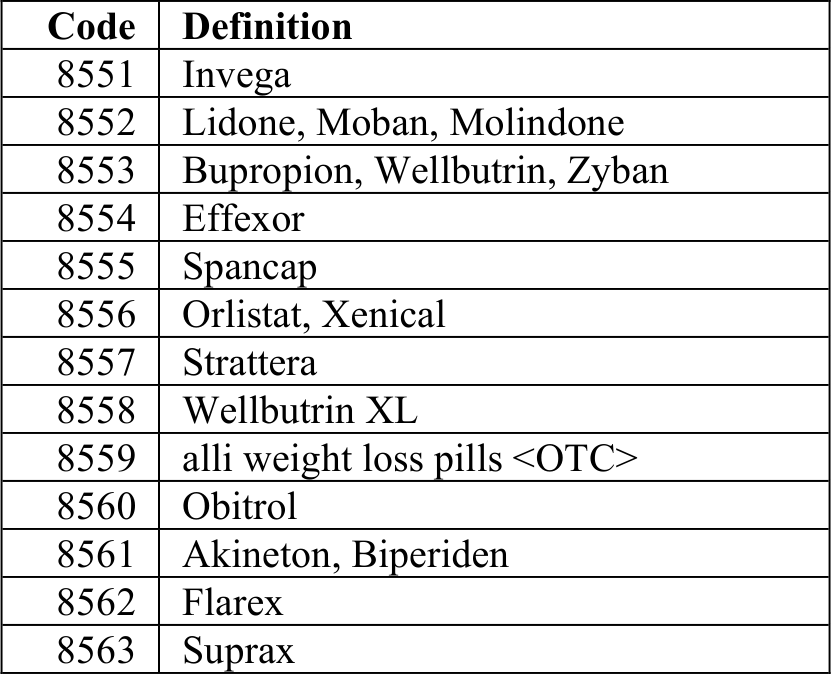 Code Definition
8551 Invega
8552 Lidone, Moban, Molindone
8553 Bupropion, Wellbutrin, Zyban
8554 Effexor
8555 Spancap
8556 Orlistat, Xenical
8557 Strattera
8558 Wellbutrin XL
8559 alli weight loss pills <OTC>
8560 Obitrol
8561 Akineton, Biperiden
8562 Flarex
8563 Suprax